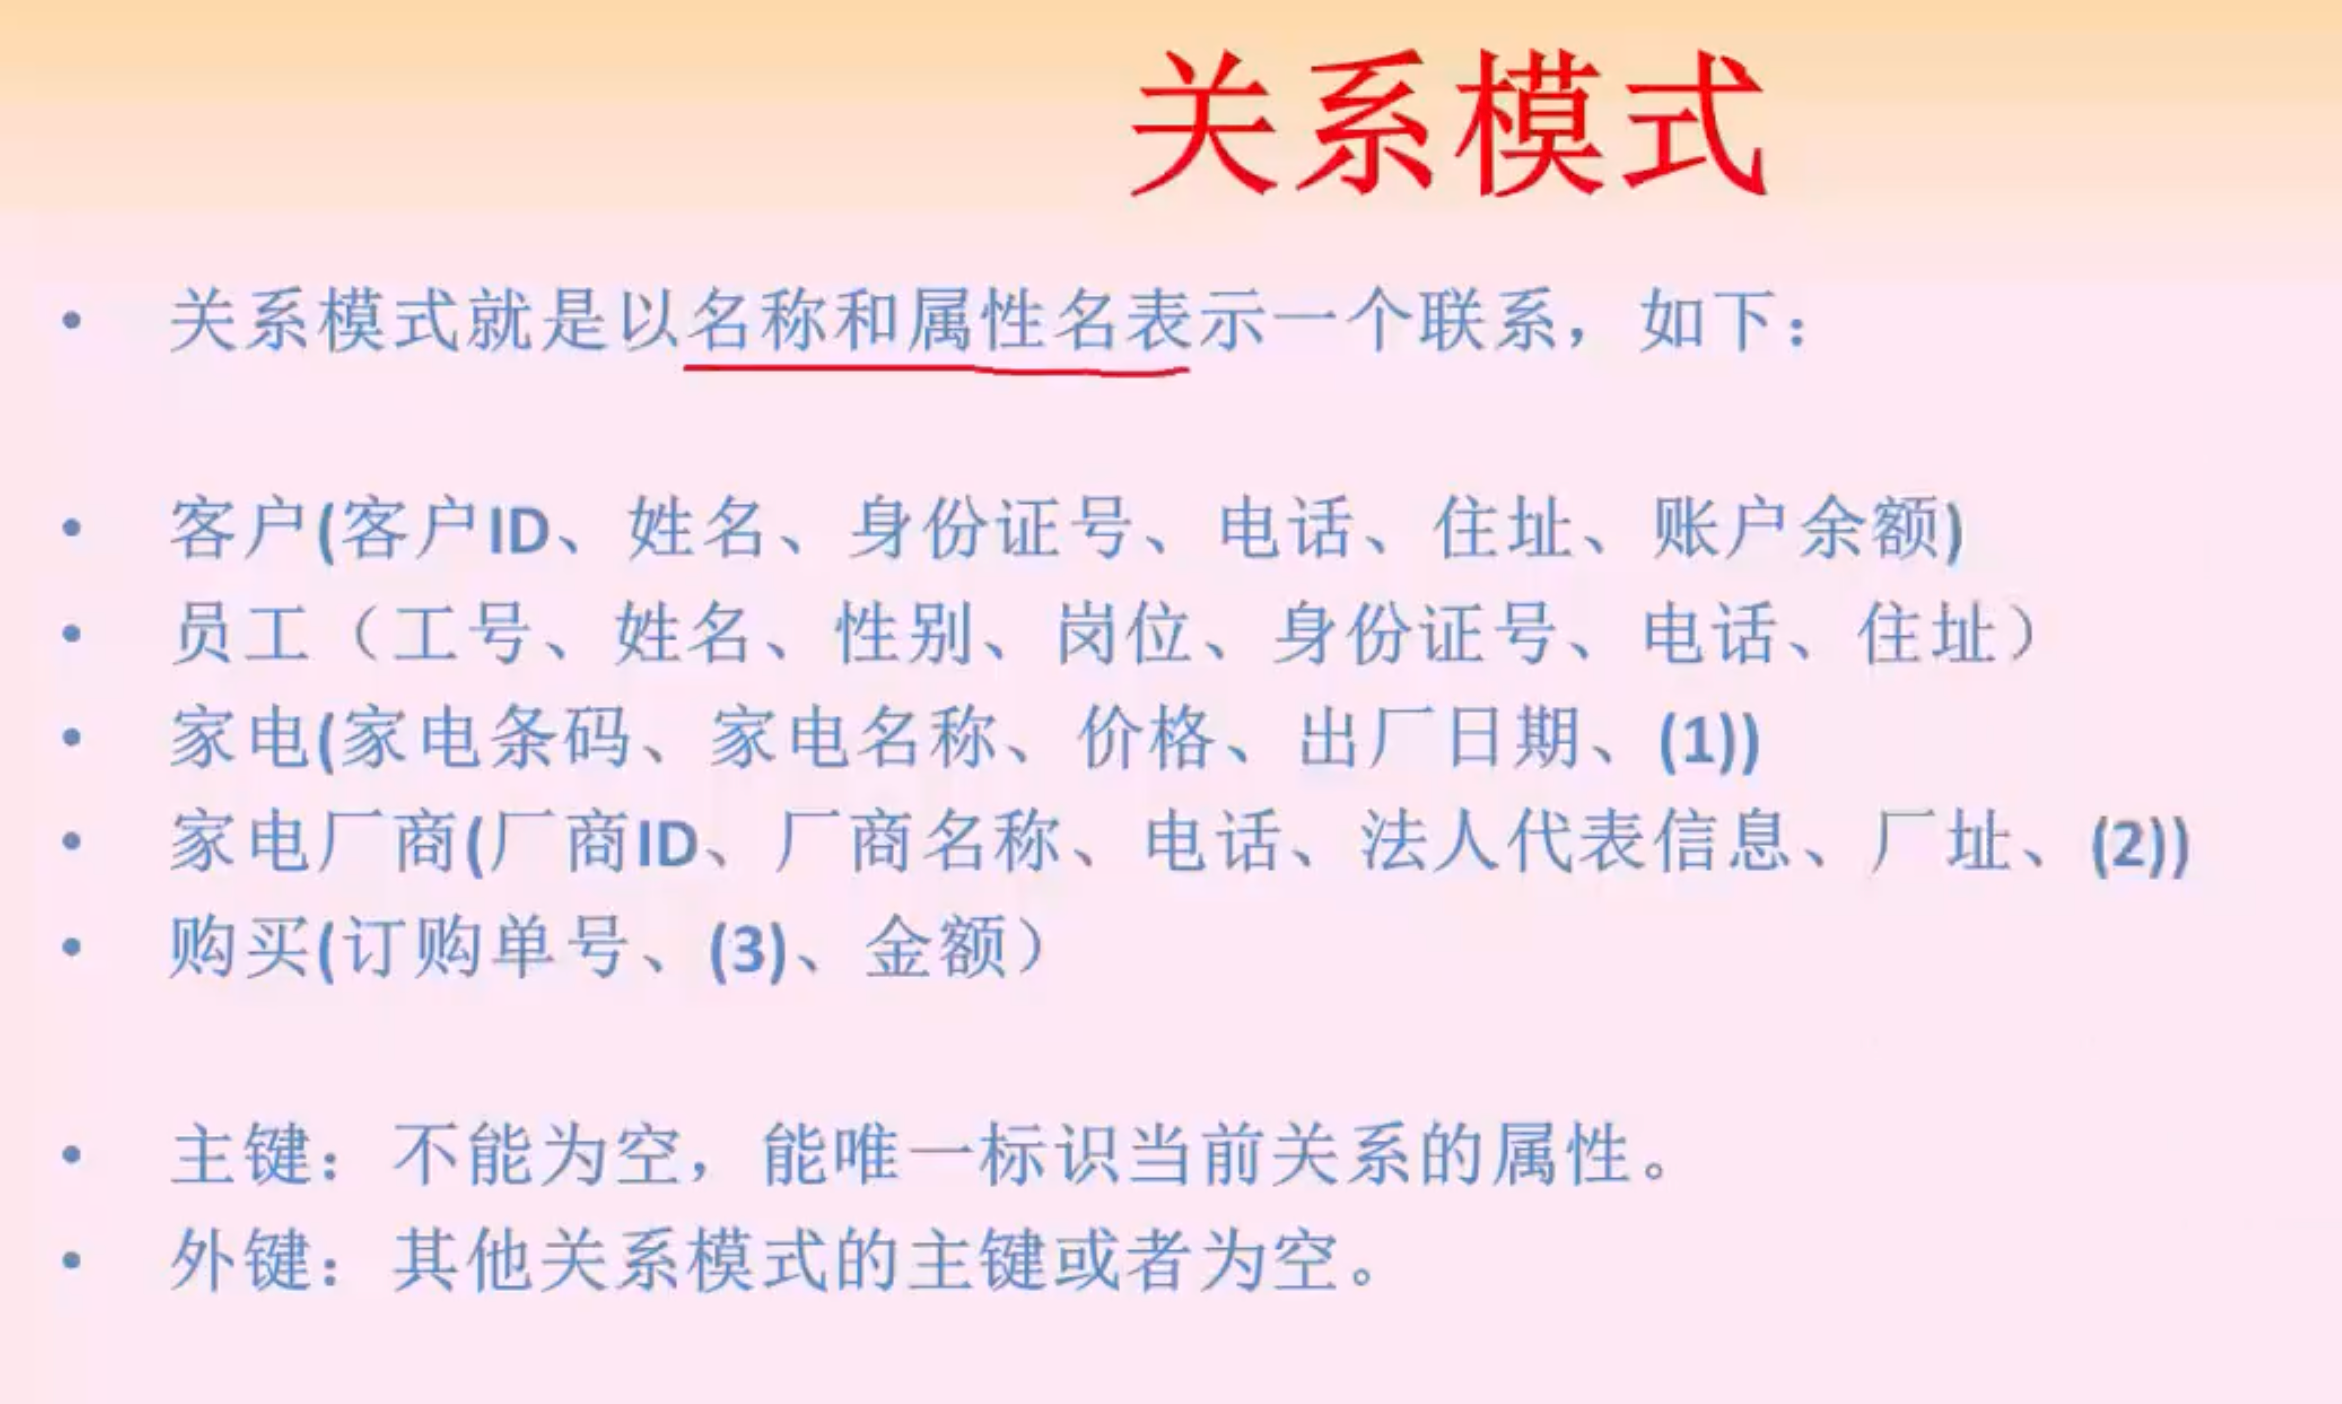 关系模式
• 关系模式就是以名称和属性名表示一个联系，如下：
• 客户(客户ID、姓名、身份证号、电话、住址、账户余额)
• 员工（工号、姓名、性别、岗位、身份证号、电话、住址）
• 家电(家电条码、家电名称、价格、出厂日期、(1))
• 家电厂商(厂商ID、厂商名称、电话、法人代表信息、厂址、(2))
• 购买(订购单号、(3)、金额）
• 主键：不能为空，能唯一标识当前关系的属性。
• 外键：其他关系模式的主键或者为空。